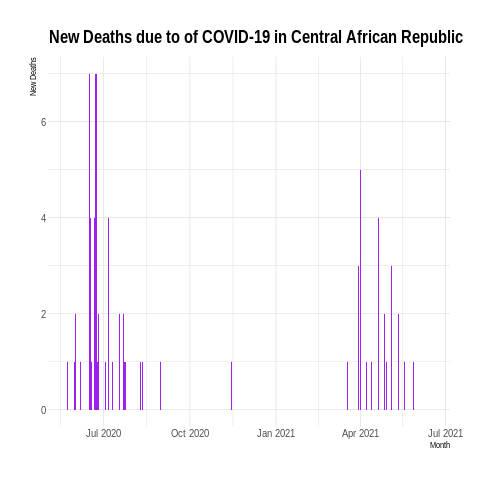 New Deaths due to of COVID-19 in Central African Republic
New Deaths
6
4
2
0
Jul 2020 Oct 2020 Jan 2021 Apr 2021 Jul 2021
Month